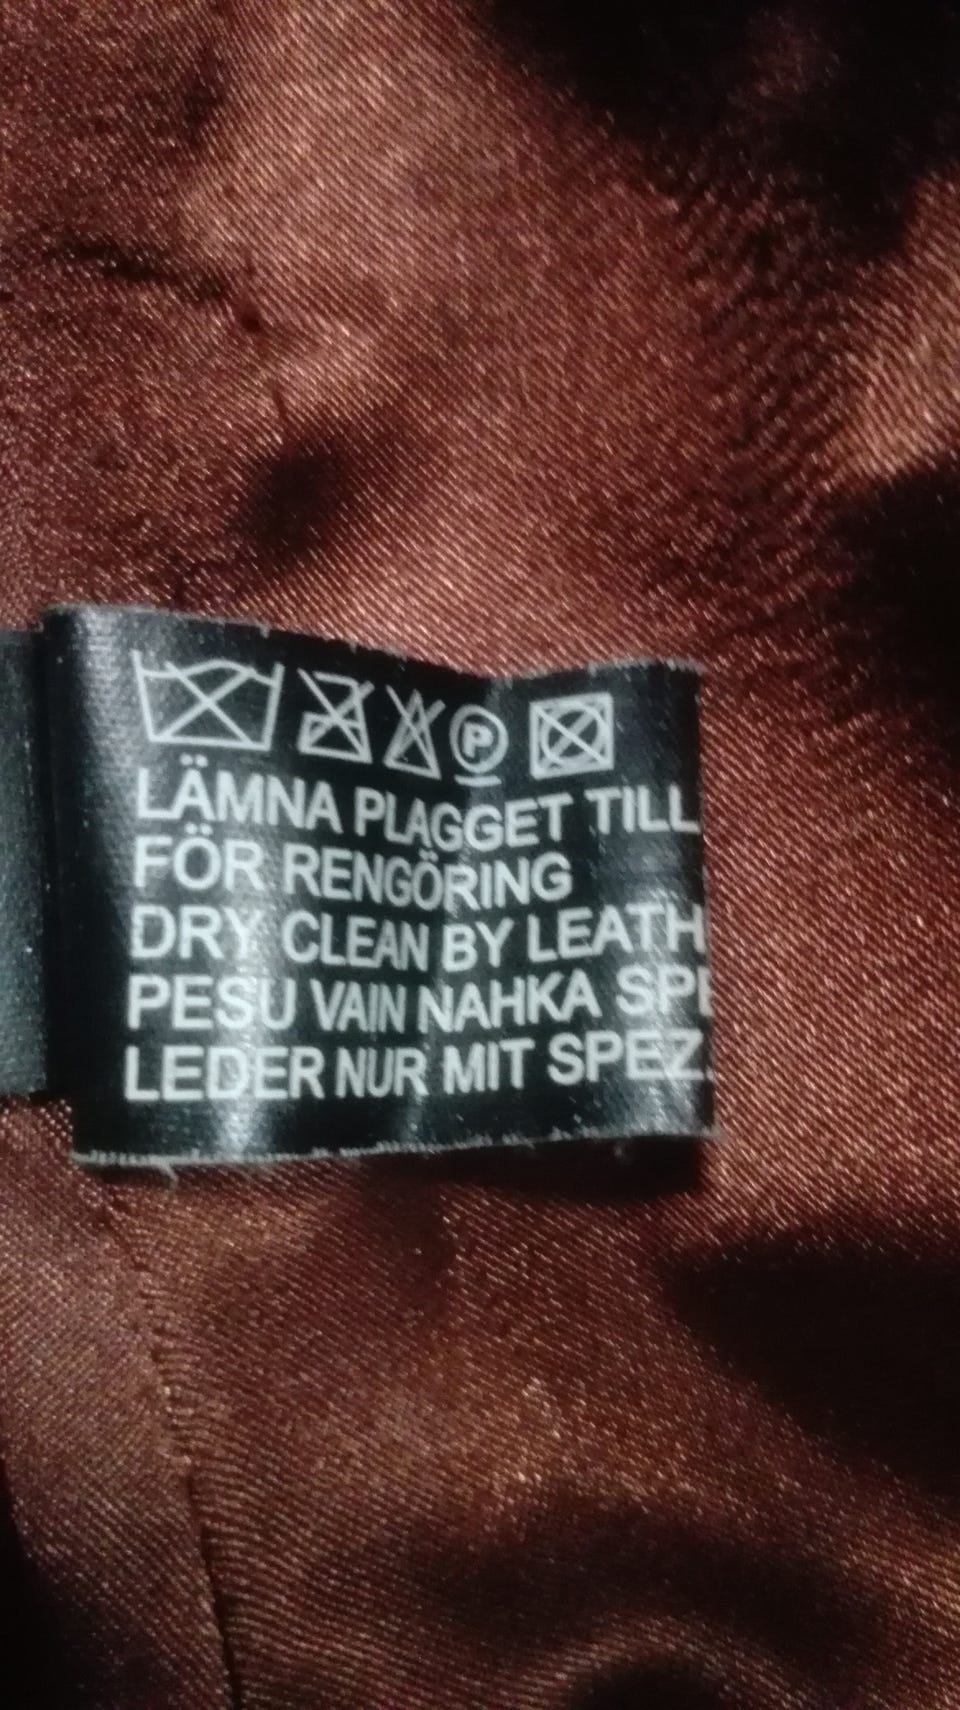 P
LÄMNA PLAGGET TILL
FÖR RENGÖRING
DRY CLEAN BY LEATH
PESU VAIN NAHKA SP
LEDER NUR MIT SPEZ.